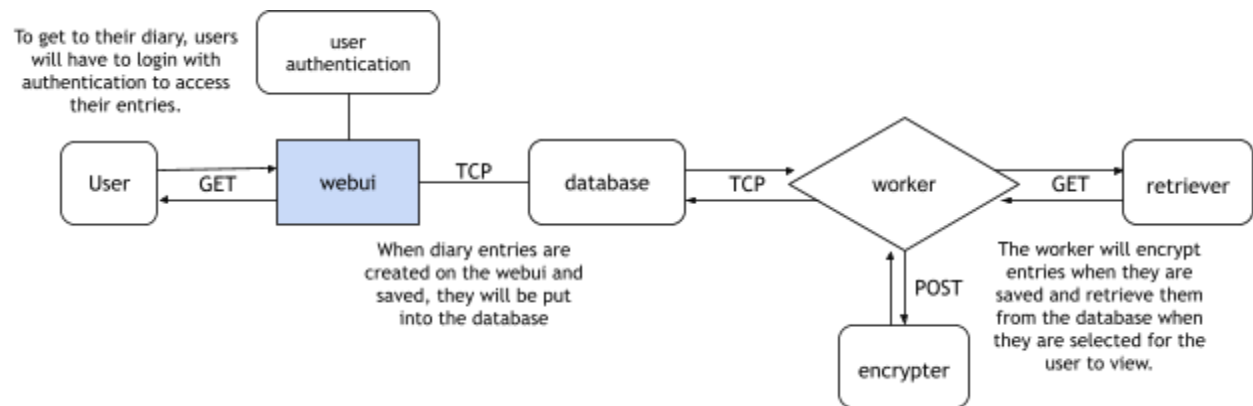 To get to their diary, users
will have to login with
authentication to access
their entries.
user
authentication
User
GET
webui
TCP
database
TCP
worker
GET
retriever
When diary entries are
created on the webui and
saved, they will be put
into the database
POST
encrypter
The worker will encrypt
entries when they are
saved and retrieve them
from the database when
they are selected for the
user to view.